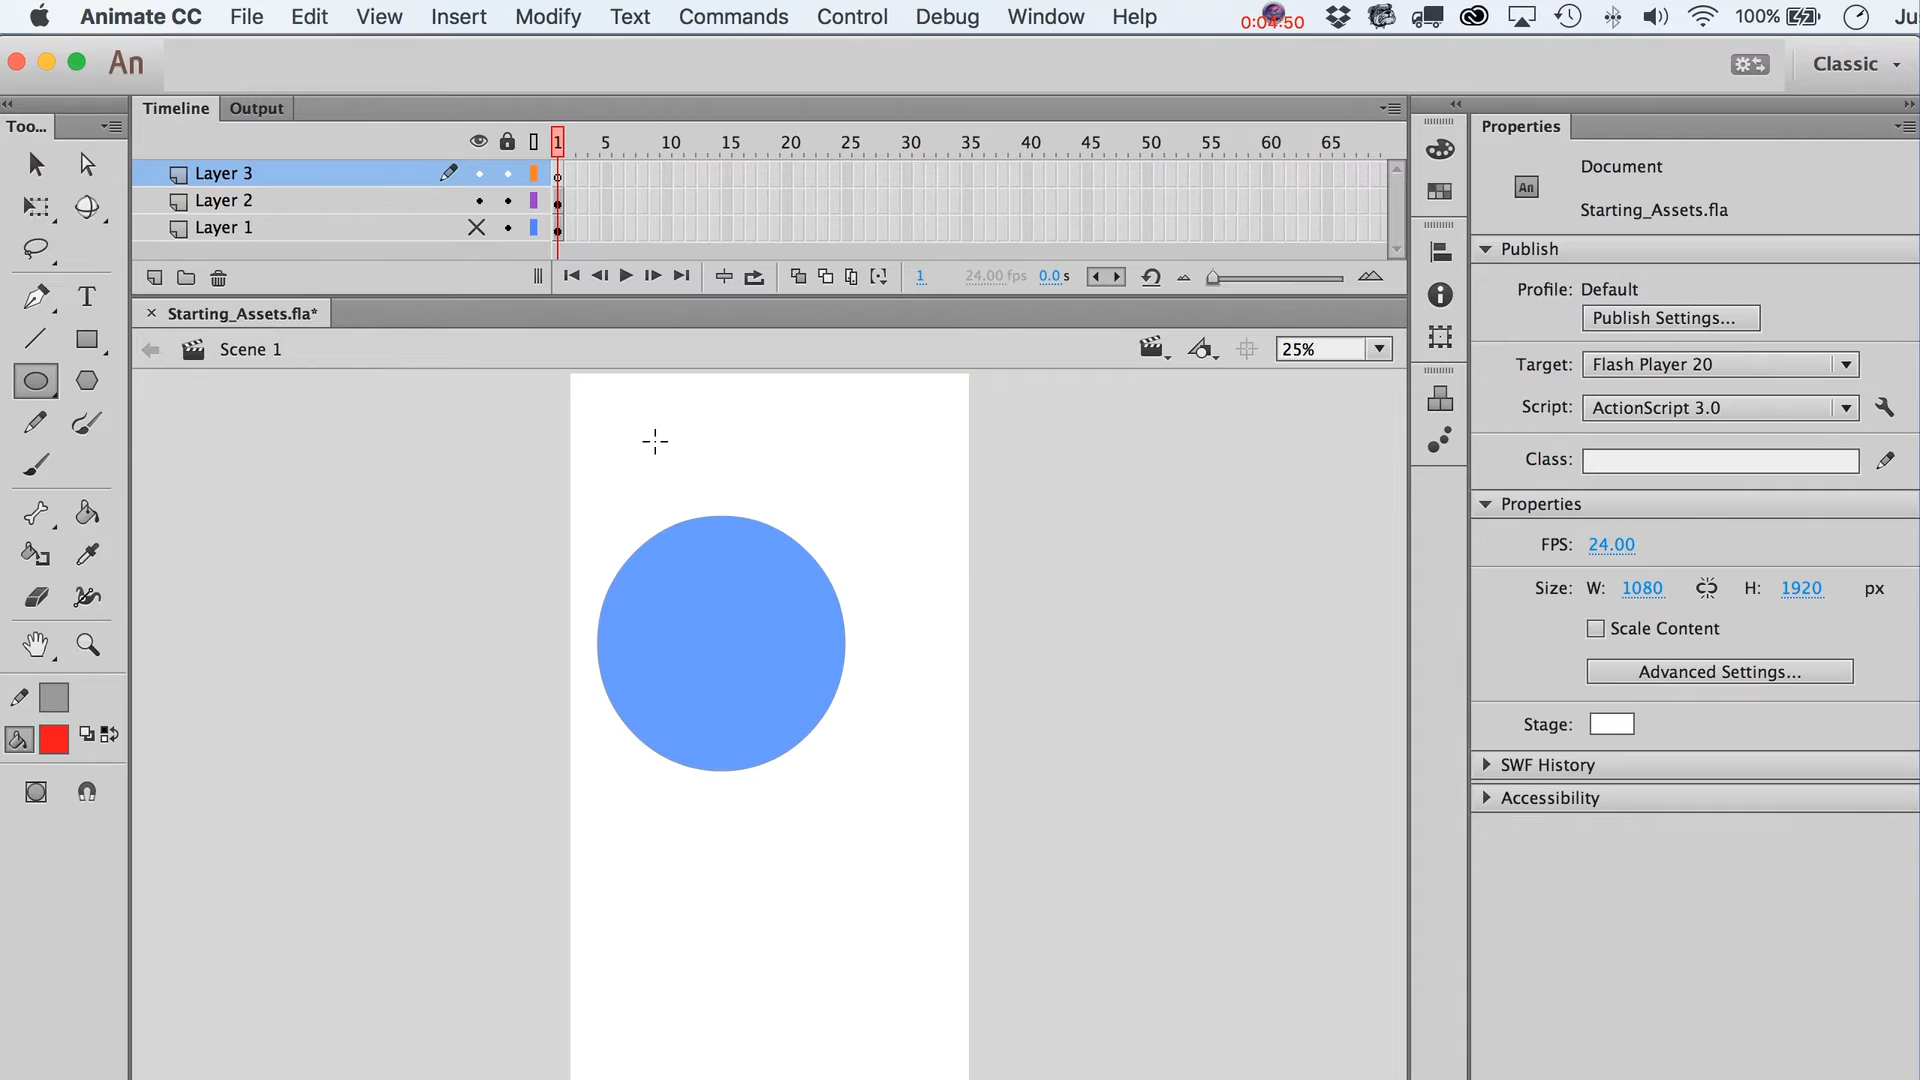 Animate CC File Edit View Insert Modify Text Commands Control Debug Window Help 0:04:50 100% Ju
An Classic
Timeline Output
Too...
Properties
1 5 10 15 20 25 30 35 40 45 50 55 60 65
Layer 3
Layer 2
Layer 1
1 24.00 fps 0.0 s
Starting_Assets.fla*
Scene 1 25%
T
Document
An
Starting_Assets.fla
Publish
Profile: Default
Publish Settings...
Target: Flash Player 20
Script: ActionScript 3.0
Class:
Properties
FPS: 24.00
Size: W: 1080 H: 1920 px
Scale Content
Advanced Settings...
Stage:
SWF History
Accessibility